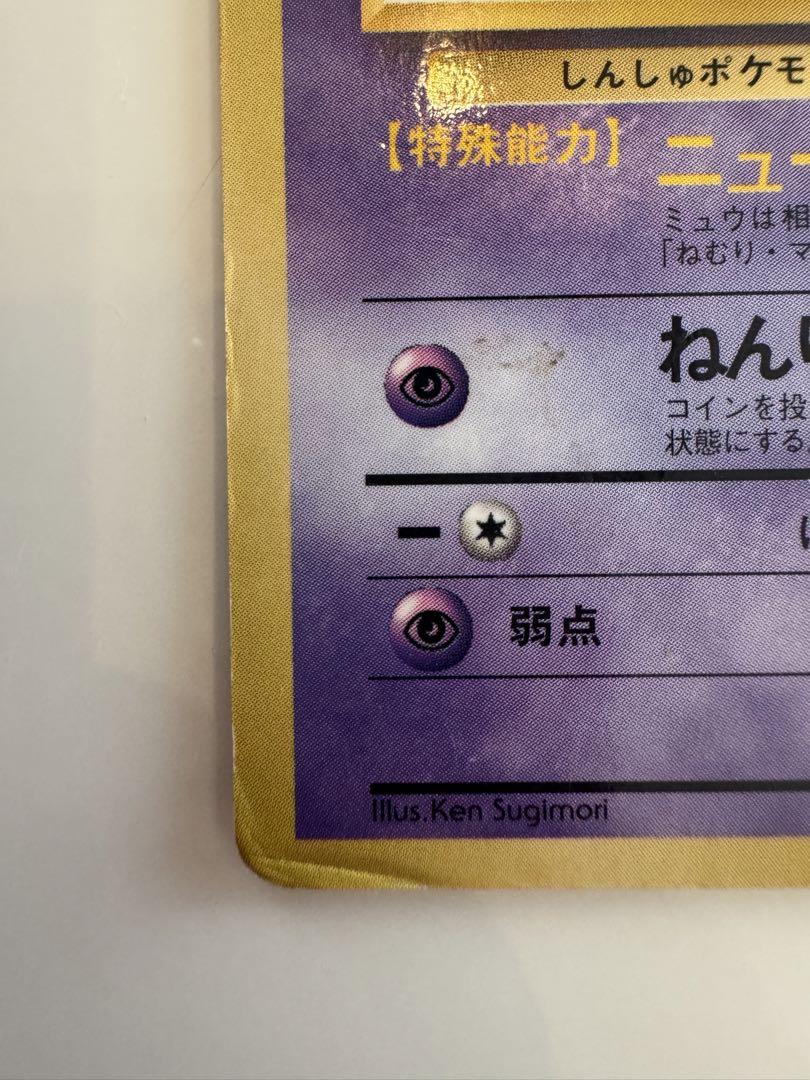 しんしゅポケモ
【特殊能力】
ニュ
ミュウは相
「ねむり・マ
ねん
コインを投
状態にする
弱点
Illus.Ken Sugimori